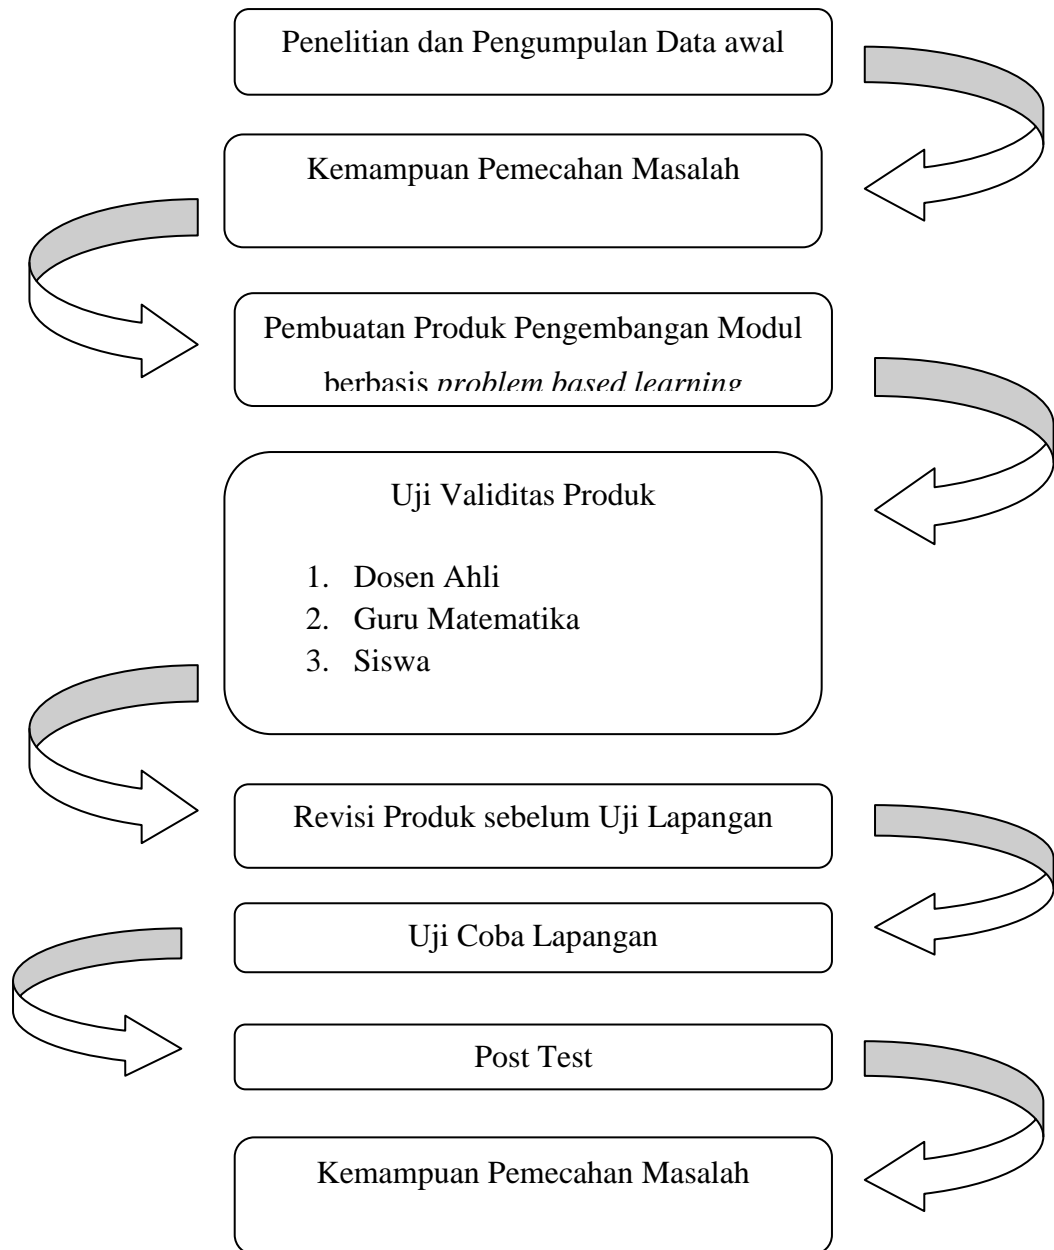 Penelitian dan Pengumpulan Data awal
Kemampuan Pemecahan Masalah
Pembuatan Produk Pengembangan Modul
berbasis problem based learning
Uji Validitas Produk
1. Dosen Ahli
2. Guru Matematika
3. Siswa
Revisi Produk sebelum Uji Lapangan
Uji Coba Lapangan
Post Test
Kemampuan Pemecahan Masalah